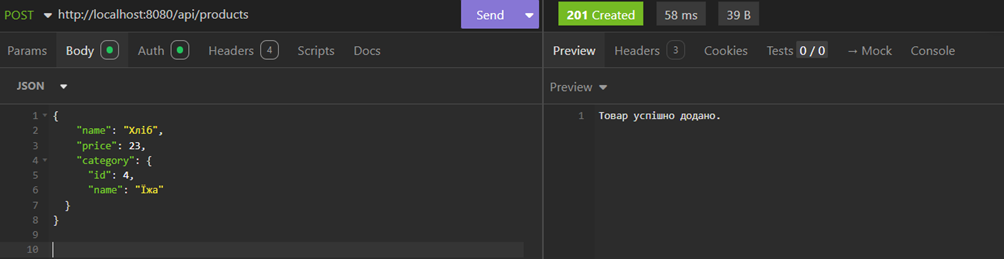 POST http://localhost:8080/api/products Send 201 Created 58 ms 39 B
Params Body Auth Headers 4 Scripts Docs Preview Headers 3 Cookies Tests 0 / 0 → Mock Console
JSON Preview
1 {
2 "name": "Хліб",
3 "price": 23,
4 "category": {
5 "id": 4,
6 "name": "Їжа"
7 }
8 }
9
10
1 Товар успішно додано.